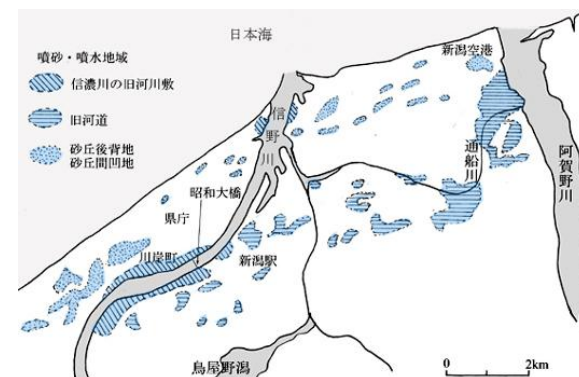 日本海
噴砂・噴水地域
信濃川の旧河川敷
旧河道
砂丘後背地
砂丘間凹地
新潟空港
信野川
通船川
阿賀野川
昭和大橋
県庁
川岸町
新潟駅
鳥屋野潟
0 2km